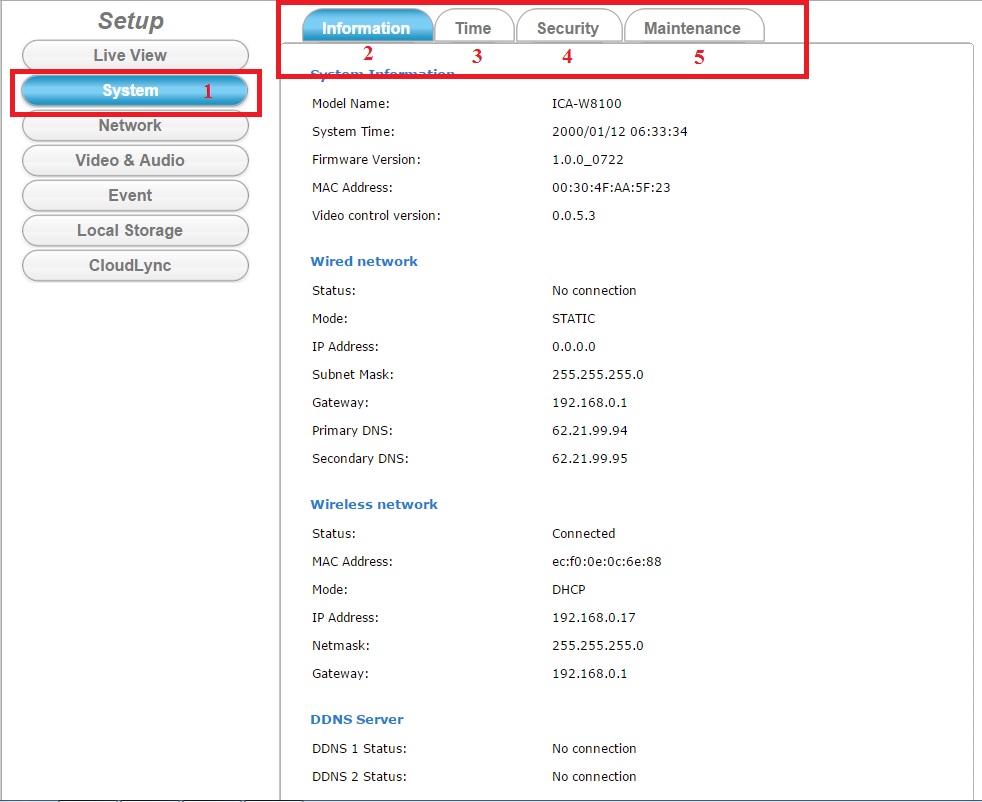 Setup
Live View
System 1
Network
Video & Audio
Event
Local Storage
CloudLync
Information Time Security Maintenance
2 3 4 5
System Information
Model Name: ICA-W8100
System Time: 2000/01/12 06:33:34
Firmware Version: 1.0.0_0722
MAC Address: 00:30:4F:AA:5F:23
Video control version: 0.0.5.3
Wired network
Status: No connection
Mode: STATIC
IP Address: 0.0.0.0
Subnet Mask: 255.255.255.0
Gateway: 192.168.0.1
Primary DNS: 62.21.99.94
Secondary DNS: 62.21.99.95
Wireless network
Status: Connected
MAC Address: ec:f0:0e:0c:6e:88
Mode: DHCP
IP Address: 192.168.0.17
Netmask: 255.255.255.0
Gateway: 192.168.0.1
DDNS Server
DDNS 1 Status: No connection
DDNS 2 Status: No connection